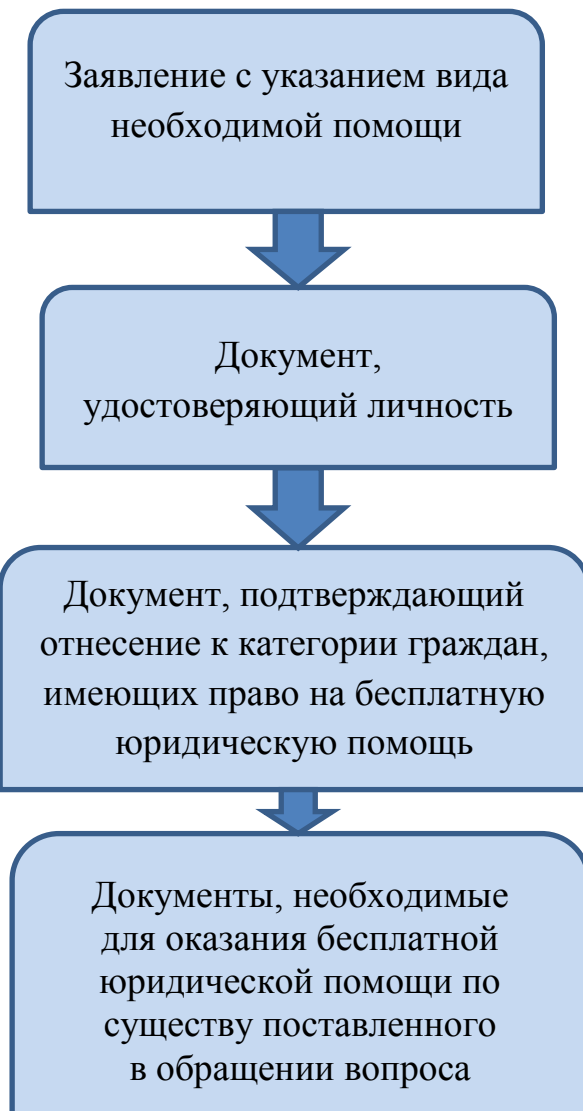 Заявление с указанием вида
необходимой помощи
Документ,
удостоверяющий личность
Документ, подтверждающий
отнесение к категории граждан,
имеющих право на бесплатную
юридическую помощь
Документы, необходимые
для оказания бесплатной
юридической помощи по
существу поставленного
в обращении вопроса